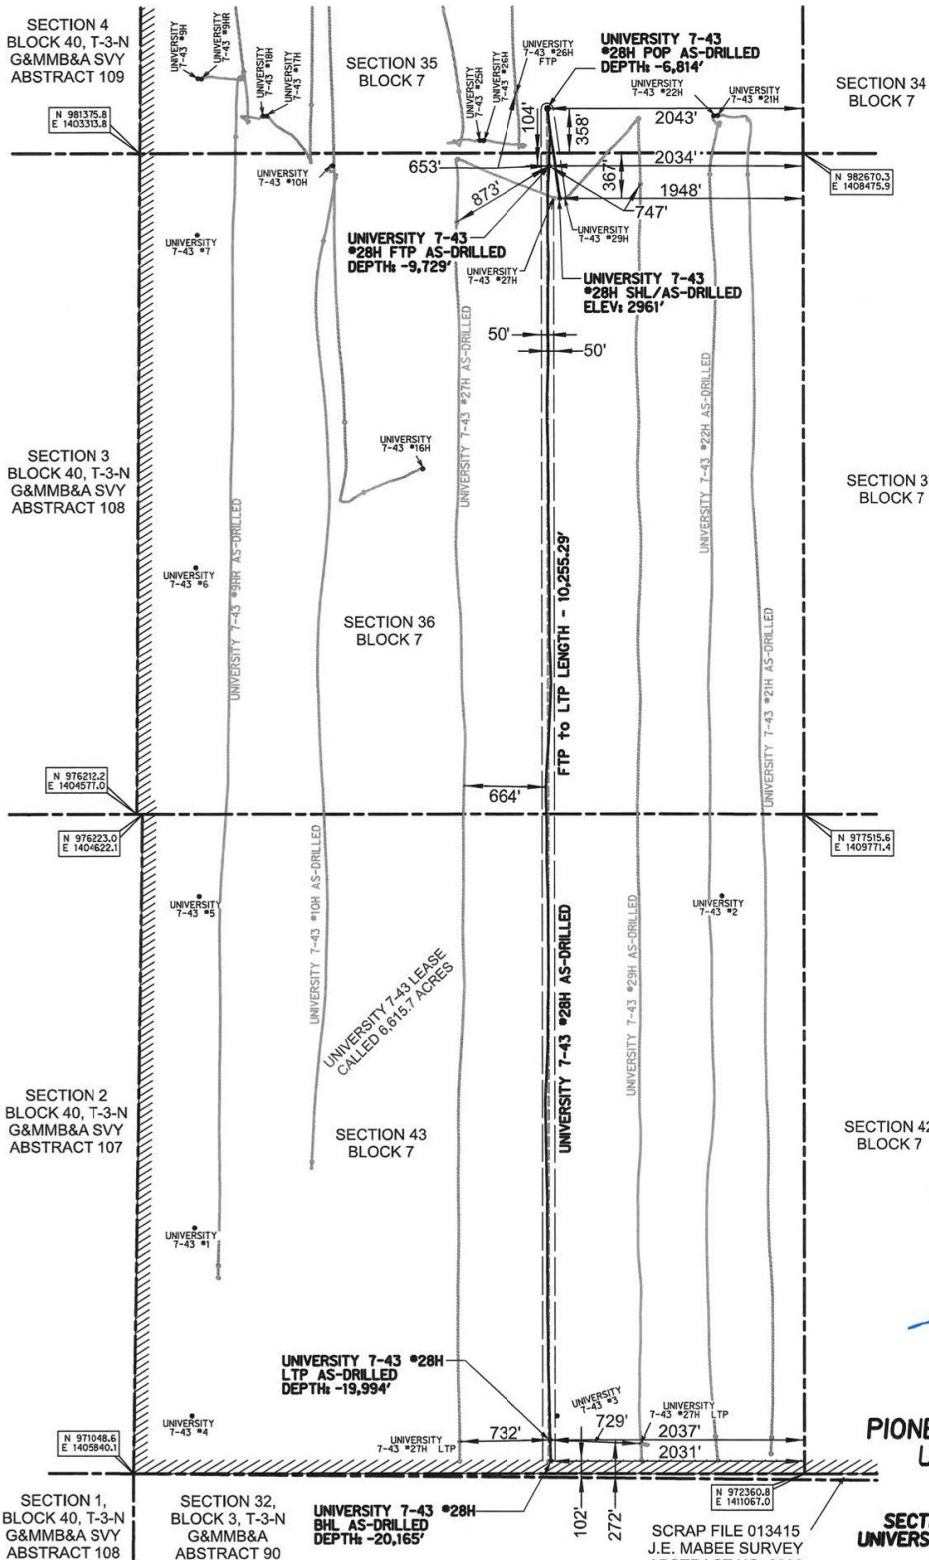 SECTION 4
BLOCK 40, T-3-N
G&MMB&A SVY
ABSTRACT 109
UNIVERSITY
7-43 #9H
UNIVERSITY
7-43 #9HR
UNIVERSITY
7-43 #18H
UNIVERSITY
7-43 #17H
SECTION 35
BLOCK 7
UNIVERSITY
7-43 #25H
UNIVERSITY
7-43 #26H
UNIVERSITY
7-43 #26H
FTP
UNIVERSITY 7-43
#28H POP AS-DRILLED
DEPTH: -6,814'
UNIVERSITY
7-43 #22H
UNIVERSITY
7-43 #21H
SECTION 34
BLOCK 7
N 981375.8
E 1403313.8
104'
358'
2043'
653'
2034'
367'
1948'
747'
873'
N 982670.3
E 1408475.9
UNIVERSITY
7-43 #10H
UNIVERSITY
7-43 #7
UNIVERSITY 7-43
#28H FTP AS-DRILLED
DEPTH: -9,729'
UNIVERSITY
7-43 #29H
UNIVERSITY
7-43 #27H
UNIVERSITY 7-43
#28H SHL/AS-DRILLED
ELEV: 2961'
50'
50'
UNIVERSITY 7-43 #27H AS-DRILLED
UNIVERSITY 7-43 #22H AS-DRILLED
SECTION 3
BLOCK 40, T-3-N
G&MMB&A SVY
ABSTRACT 108
UNIVERSITY
7-43 #16H
SECTION 3
BLOCK 7
UNIVERSITY 7-43 #9HR AS-DRILLED
UNIVERSITY
7-43 #6
SECTION 36
BLOCK 7
FTP to LTP LENGTH - 10,255.29'
UNIVERSITY 7-43 #21H AS-DRILLED
N 976212.2
E 1404577.0
664'
N 976223.0
E 1404622.1
N 977515.6
E 1409771.4
UNIVERSITY
7-43 #5
UNIVERSITY
7-43 #2
UNIVERSITY 7-43 #10H AS-DRILLED
UNIVERSITY 7-43 LEASE
CALLED 6,615.7 ACRES
UNIVERSITY 7-43 #28H AS-DRILLED
UNIVERSITY 7-43 #29H AS-DRILLED
SECTION 2
BLOCK 40, T-3-N
G&MMB&A SVY
ABSTRACT 107
SECTION 43
BLOCK 7
SECTION 42
BLOCK 7
UNIVERSITY
7-43 #1
UNIVERSITY 7-43 #28H
LTP AS-DRILLED
DEPTH: -19,994'
UNIVERSITY
7-43 #3
UNIVERSITY
7-43 #4
UNIVERSITY
7-43 #27H LTP
732'
729'
UNIVERSITY
7-43 #27H LTP
2037'
2031'
N 971048.6
E 1405840.1
N 972360.8
E 1411067.0
102'
272'
SECTION 1,
BLOCK 40, T-3-N
G&MMB&A SVY
ABSTRACT 108
SECTION 32,
BLOCK 3, T-3-N
G&MMB&A
ABSTRACT 90
UNIVERSITY 7-43 #28H
BHL AS-DRILLED
DEPTH: -20,165'
SCRAP FILE 013415
J.E. MABEE SURVEY
PIONE
L
SECTI
UNIVERS